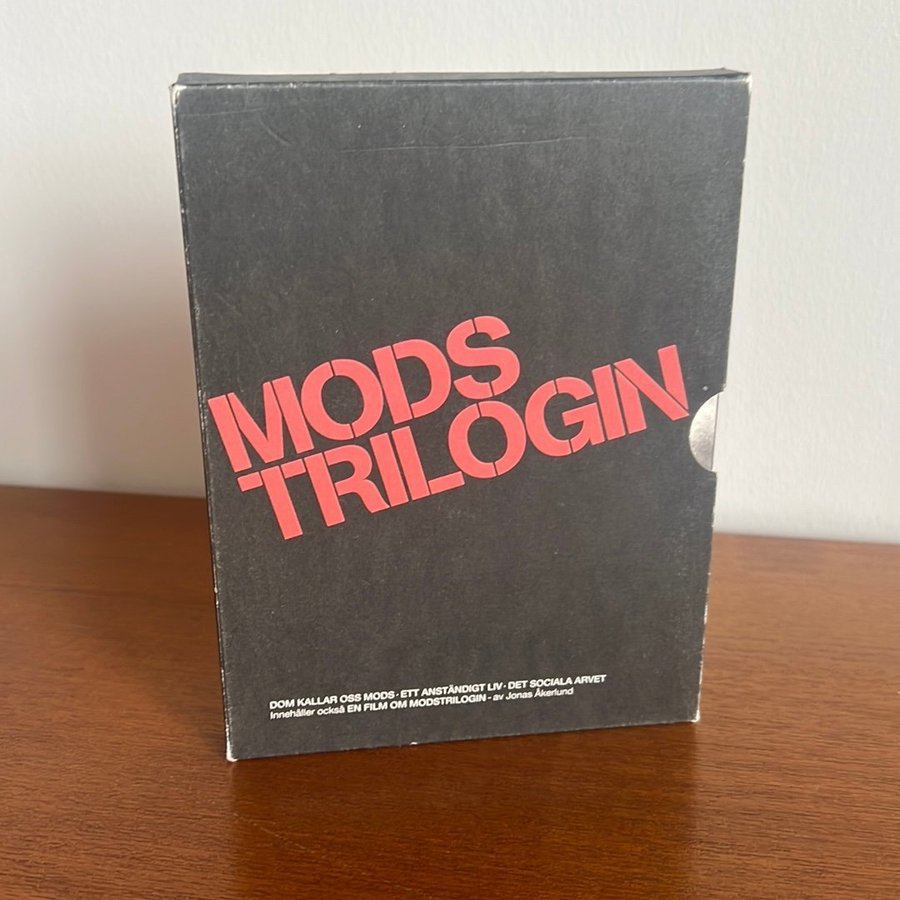 MODS
TRILOGIN
DOM KALLAR OSS MODS · ETT ANSTÄNDIGT LIV · DET SOCIALA ARVET
Innehåller också EN FILM OM MODSTRILOGIN - av Jonas Åkerlund